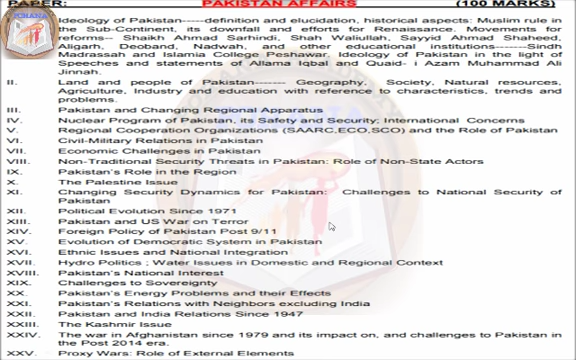 PAPER: PAKISTAN AFFAIRS (100 MARKS)
Ideology of Pakistan-----definition and elucidation, historical aspects: Muslim rule in
the Sub-Continent, its downfall and efforts for Renaissance. Movements for
reforms-- Shaikh Ahmad Sarhindi, Shah Waliullah, Sayyid Ahmad Shaheed,
Aligarh, Deoband, Nadwah, and other educational institutions-------Sindh
Madrassah and Islamia College Peshawar. Ideology of Pakistan in the light of
Speeches and statements of Allama Iqbal and Quaid- i Azam Muhammad Ali
Jinnah.
II. Land and people of Pakistan------- Geography, Society, Natural resources,
Agriculture, Industry and education with reference to characteristics, trends and
problems.
III. Pakistan and Changing Regional Apparatus
IV. Nuclear Program of Pakistan, its Safety and Security; International Concerns
V. Regional Cooperation Organizations (SAARC,ECO,SCO) and the Role of Pakistan
VI. Civil-Military Relations in Pakistan
VII. Economic Challenges in Pakistan
VIII. Non-Traditional Security Threats in Pakistan: Role of Non-State Actors
IX. Pakistan's Role in the Region
X. The Palestine Issue
XI. Changing Security Dynamics for Pakistan: Challenges to National Security of
Pakistan
XII. Political Evolution Since 1971
XIII. Pakistan and US War on Terror
XIV. Foreign Policy of Pakistan Post 9/11
XV. Evolution of Democratic System in Pakistan
XVI. Ethnic Issues and National Integration
XVII. Hydro Politics ; Water Issues in Domestic and Regional Context
XVIII. Pakistan's National Interest
XIX. Challenges to Sovereignty
XX. Pakistan's Energy Problems and their Effects
XXI. Pakistan's Relations with Neighbors excluding India
XXII. Pakistan and India Relations Since 1947
XXIII. The Kashmir Issue
XXIV. The war in Afghanistan since 1979 and its impact on, and challenges to Pakistan in
the Post 2014 era.
XXV. Proxy Wars: Role of External Elements